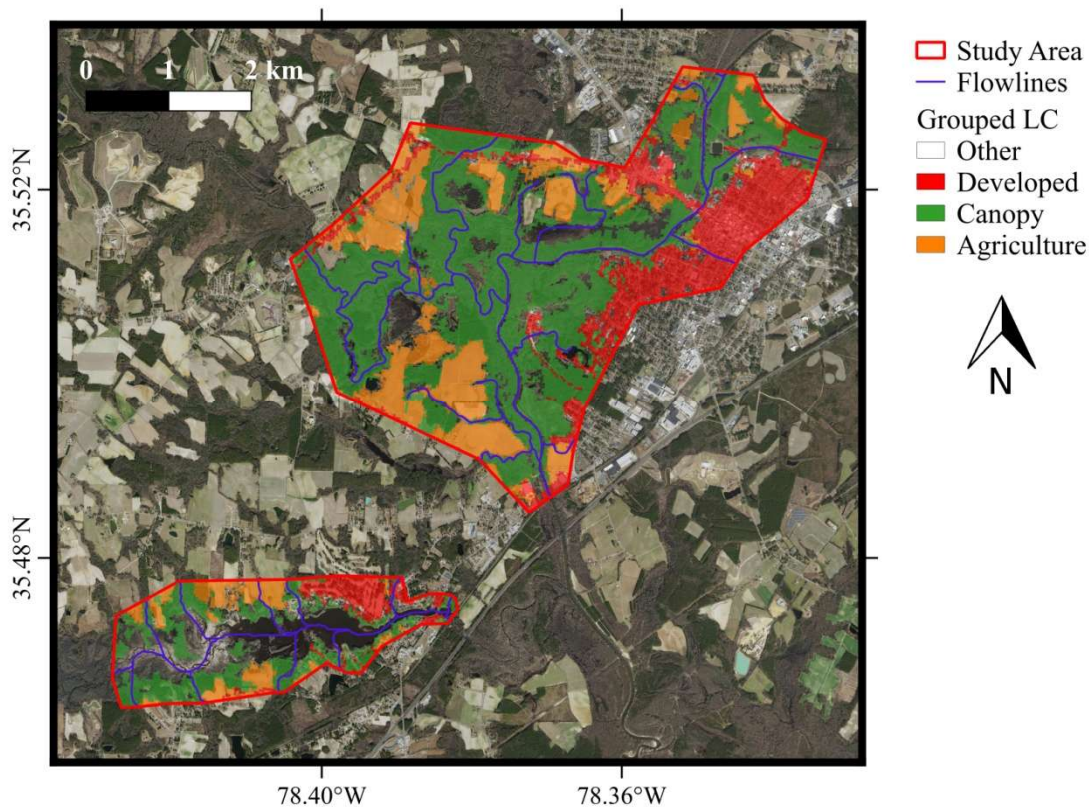 0 1 2 km
Study Area
Flowlines
Grouped LC
Other
Developed
Canopy
Agriculture
N
35.52°N
35.48°N
78.40°W 78.36°W